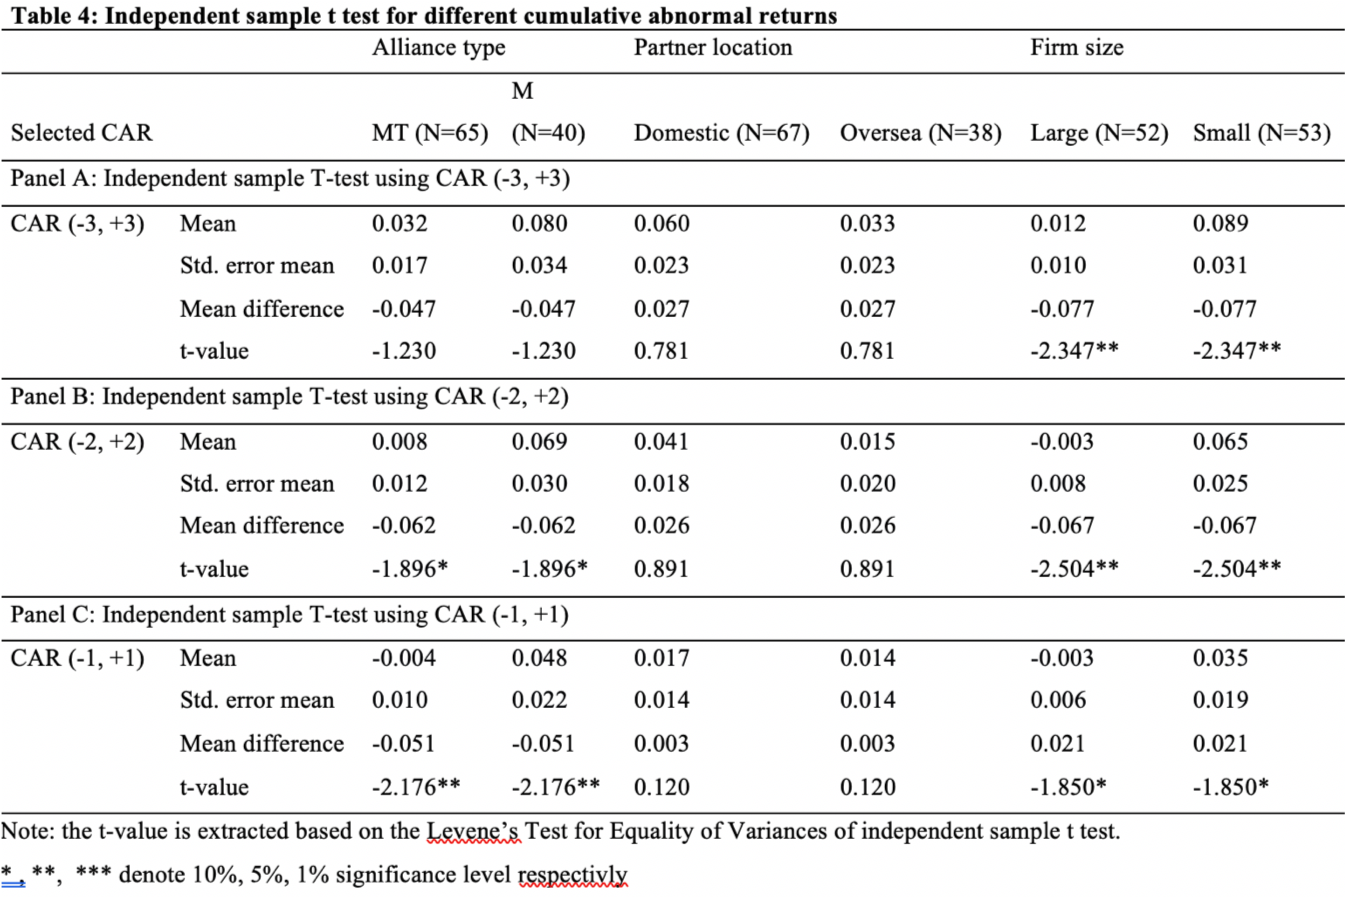 Table 4: Independent sample t test for different cumulative abnormal returns
Alliance type Partner location Firm size
M
Selected CAR MT (N=65) (N=40) Domestic (N=67) Oversea (N=38) Large (N=52) Small (N=53)
Panel A: Independent sample T-test using CAR (-3, +3)
CAR (-3, +3) Mean 0.032 0.080 0.060 0.033 0.012 0.089
Std. error mean 0.017 0.034 0.023 0.023 0.010 0.031
Mean difference -0.047 -0.047 0.027 0.027 -0.077 -0.077
t-value -1.230 -1.230 0.781 0.781 -2.347** -2.347**
Panel B: Independent sample T-test using CAR (-2, +2)
CAR (-2, +2) Mean 0.008 0.069 0.041 0.015 -0.003 0.065
Std. error mean 0.012 0.030 0.018 0.020 0.008 0.025
Mean difference -0.062 -0.062 0.026 0.026 -0.067 -0.067
t-value -1.896* -1.896* 0.891 0.891 -2.504** -2.504**
Panel C: Independent sample T-test using CAR (-1, +1)
CAR (-1, +1) Mean -0.004 0.048 0.017 0.014 -0.003 0.035
Std. error mean 0.010 0.022 0.014 0.014 0.006 0.019
Mean difference -0.051 -0.051 0.003 0.003 0.021 0.021
t-value -2.176** -2.176** 0.120 0.120 -1.850* -1.850*
Note: the t-value is extracted based on the Levene's Test for Equality of Variances of independent sample t test.
* , **, *** denote 10%, 5%, 1% significance level respectivly